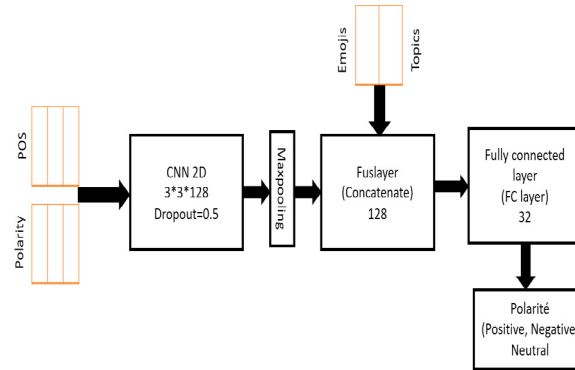 POS
Polarity
CNN 2D
3*3*128
Dropout=0.5
Maxpooling
Emojis
Topics
Fuslayer
(Concatenate)
128
Fully connected
layer
(FC layer)
32
Polarité
(Positive, Negative
Neutral